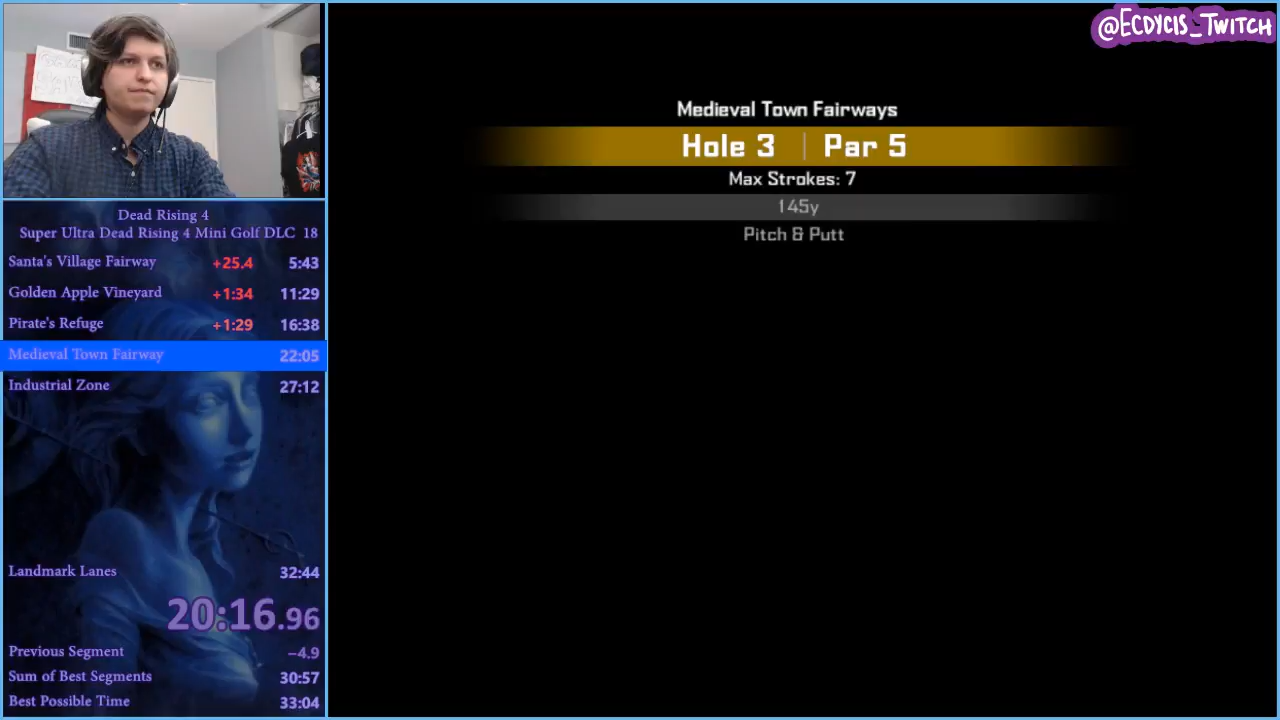 @Ecdycis_Twitch
Medieval Town Fairways
Hole 3 | Par 5
Max Strokes: 7
145y
Pitch & Putt
Dead Rising 4
Super Ultra Dead Rising 4 Mini Golf DLC 18
Santa's Village Fairway +25.4 5:43
Golden Apple Vineyard +1:34 11:29
Pirate's Refuge +1:29 16:38
Medieval Town Fairway 22:05
Industrial Zone 27:12
Landmark Lanes 32:44
20:16.96
Previous Segment −4.9
Sum of Best Segments 30:57
Best Possible Time 33:04